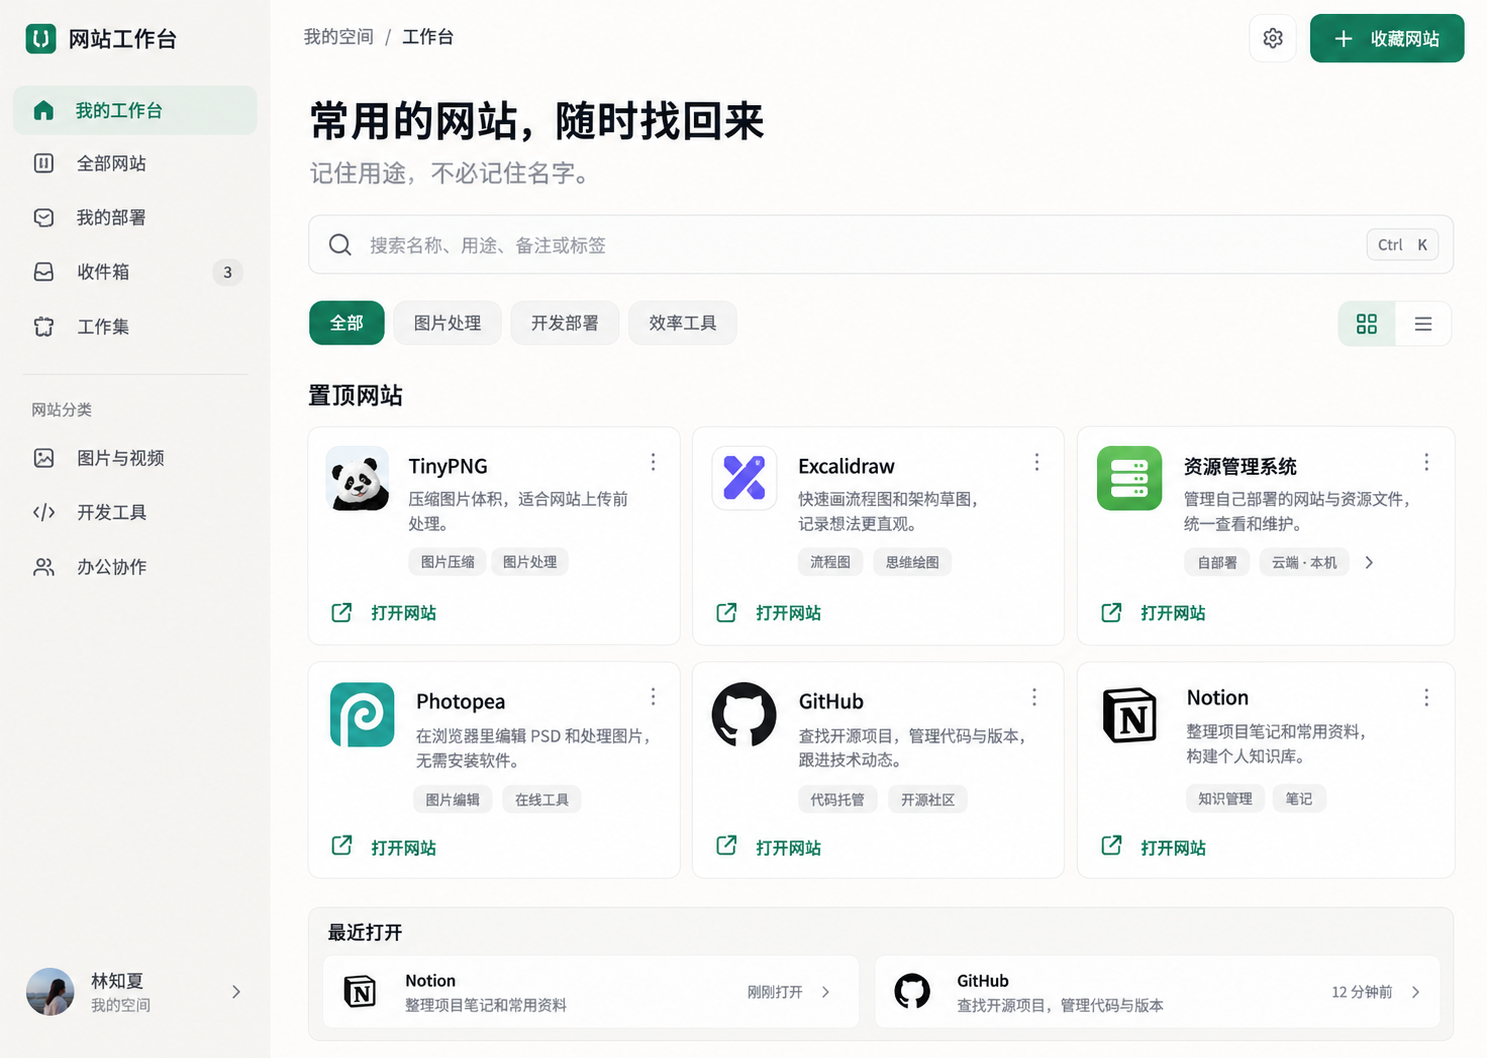 网站工作台
我的工作台
全部网站
我的部署
收件箱
3
工作集
网站分类
图片与视频
开发工具
办公协作
林知夏
我的空间
我的空间 / 工作台
收藏网站
常用的网站，随时找回来
记住用途，不必记住名字。
搜索名称、用途、备注或标签
Ctrl K
全部
图片处理
开发部署
效率工具
置顶网站
TinyPNG
压缩图片体积，适合网站上传前
处理。
图片压缩
图片处理
打开网站
Excalidraw
快速画流程图和架构草图，
记录想法更直观。
流程图
思维绘图
打开网站
资源管理系统
管理自己部署的网站与资源文件，
统一查看和维护。
自部署
云端 · 本机
打开网站
Photopea
在浏览器里编辑 PSD 和处理图片，
无需安装软件。
图片编辑
在线工具
打开网站
GitHub
查找开源项目，管理代码与版本，
跟进技术动态。
代码托管
开源社区
打开网站
N
Notion
整理项目笔记和常用资料，
构建个人知识库。
知识管理
笔记
打开网站
最近打开
N
Notion
整理项目笔记和常用资料
刚刚打开
GitHub
查找开源项目，管理代码与版本
12 分钟前